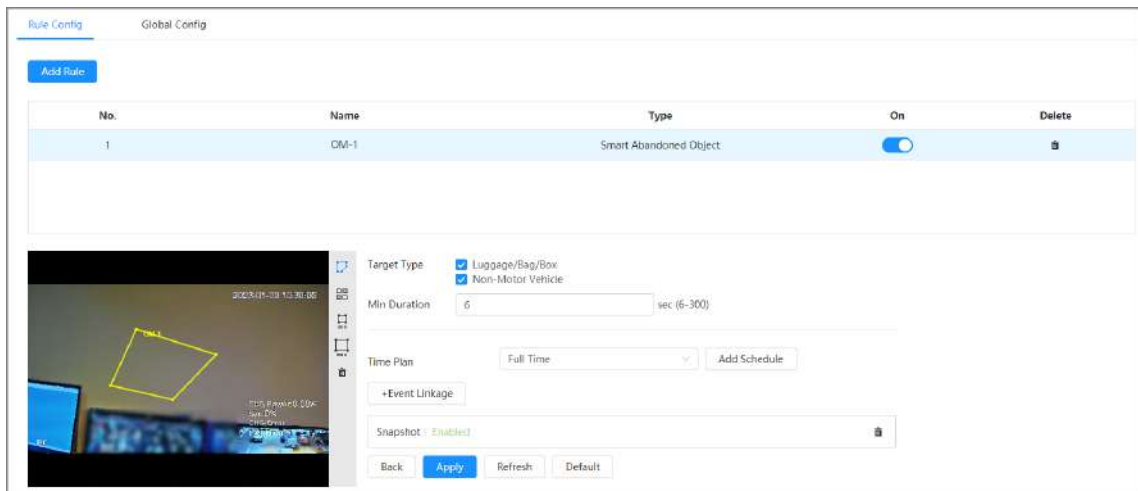 Rule Config Global Config
Add Rule
No. Name Type On Delete
1 OM-1 Smart Abandoned Object
Target Type Luggage/Bag/Box
Non-Motor Vehicle
Min Duration 6 sec (6-300)
OM-1
Time Plan Full Time Add Schedule
+Event Linkage
Snapshot : Enabled
Back Apply Refresh Default